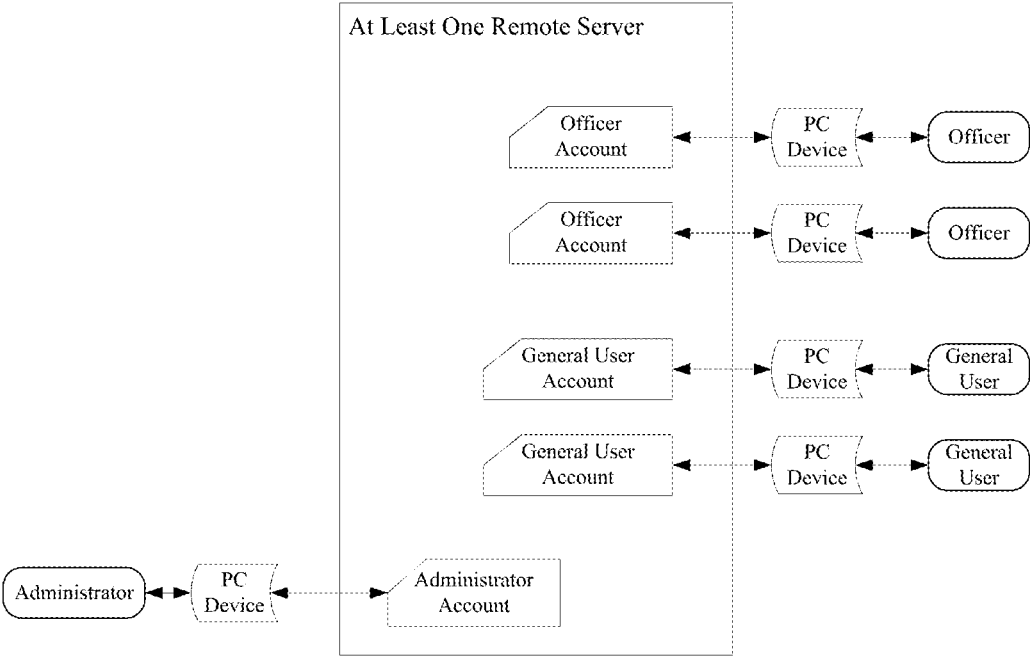 At Least One Remote Server
Officer
Account
PC
Device
Officer
Officer
Account
PC
Device
Officer
General User
Account
PC
Device
General
User
General User
Account
PC
Device
General
User
Administrator
PC
Device
Administrator
Account